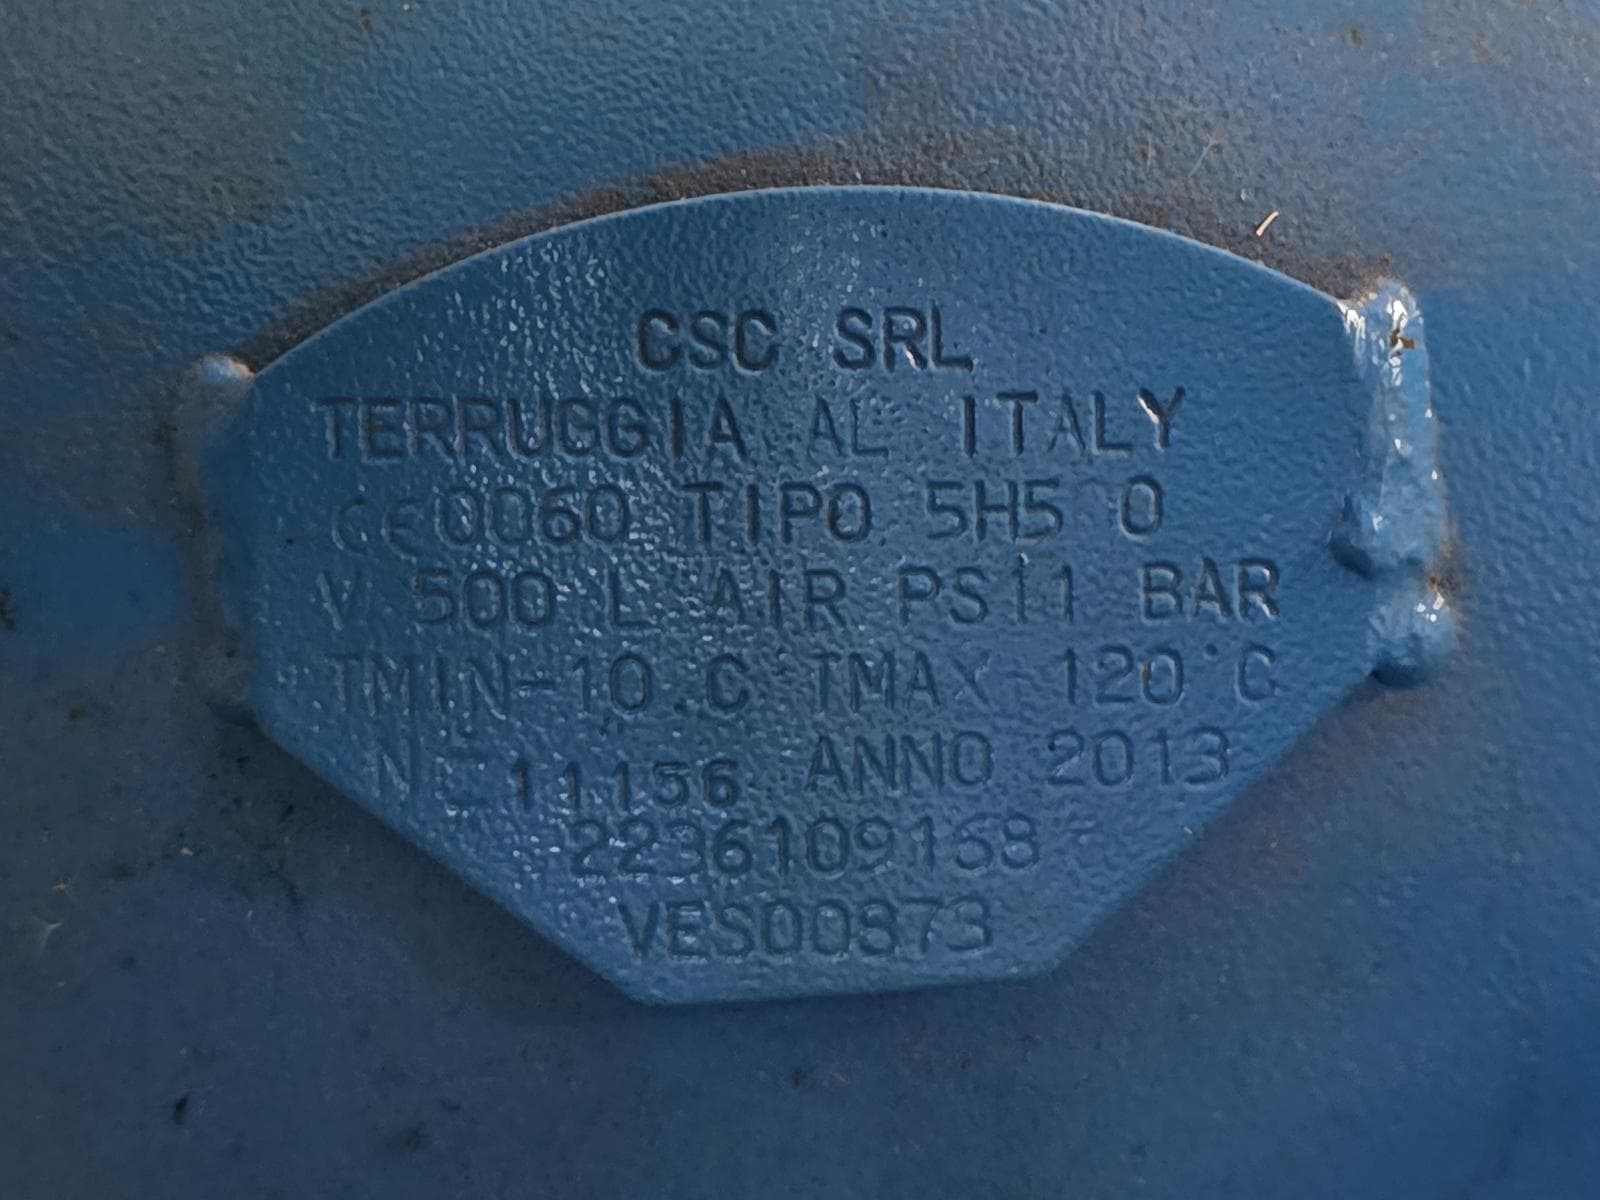 CSC SRL
TERRUGGIA AL ITALY
CE0060 TIPO 5H5 0
V 500 L AIR PS11 BAR
TMIN-10°C TMAX 120°C
N 11156 ANNO 2013
2236109168
VES00873